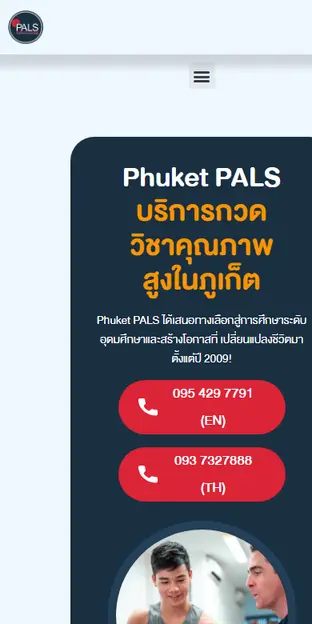 PALS
Phuket PALS
บริการกวด
วิชาคุณภาพ
สูงในภูเก็ต
Phuket PALS ได้เสนอทางเลือกสู่การศึกษาระดับ
อุดมศึกษาและสร้างโอกาสที่ เปลี่ยนแปลงชีวิตมา
ตั้งแต่ปี 2009!
095 429 7791
(EN)
093 7327888
(TH)